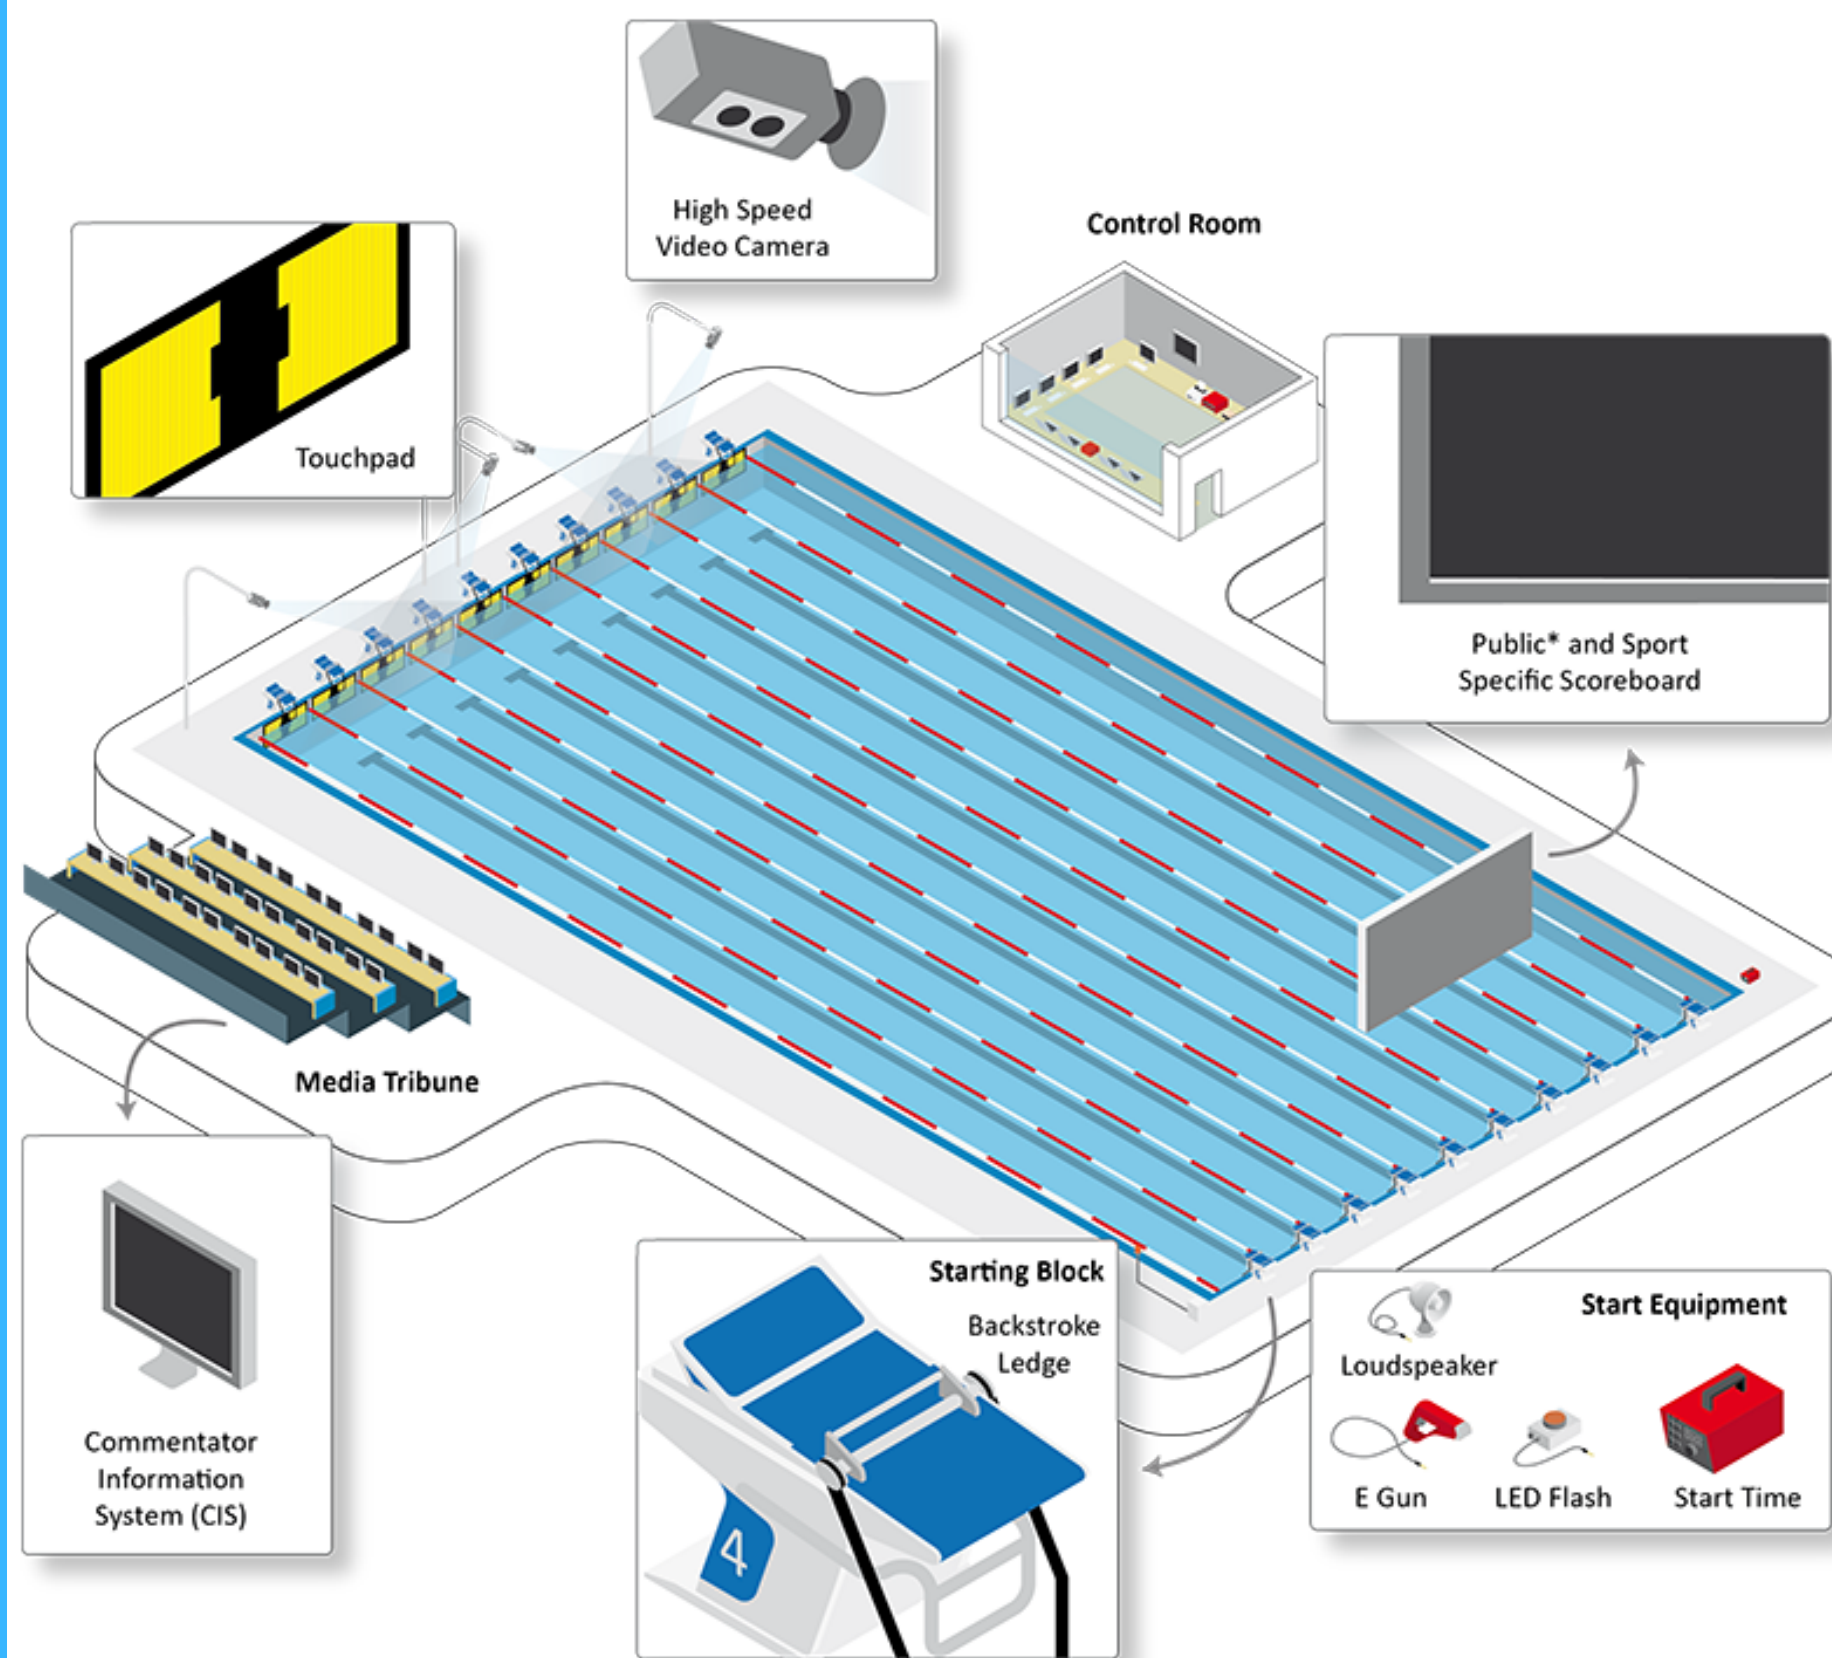 High Speed
Video Camera
Control Room
Touchpad
Public* and Sport
Specific Scoreboard
Media Tribune
Commentator
Information
System (CIS)
Starting Block
Backstroke
Ledge
4
Start Equipment
Loudspeaker
E Gun
LED Flash
Start Time